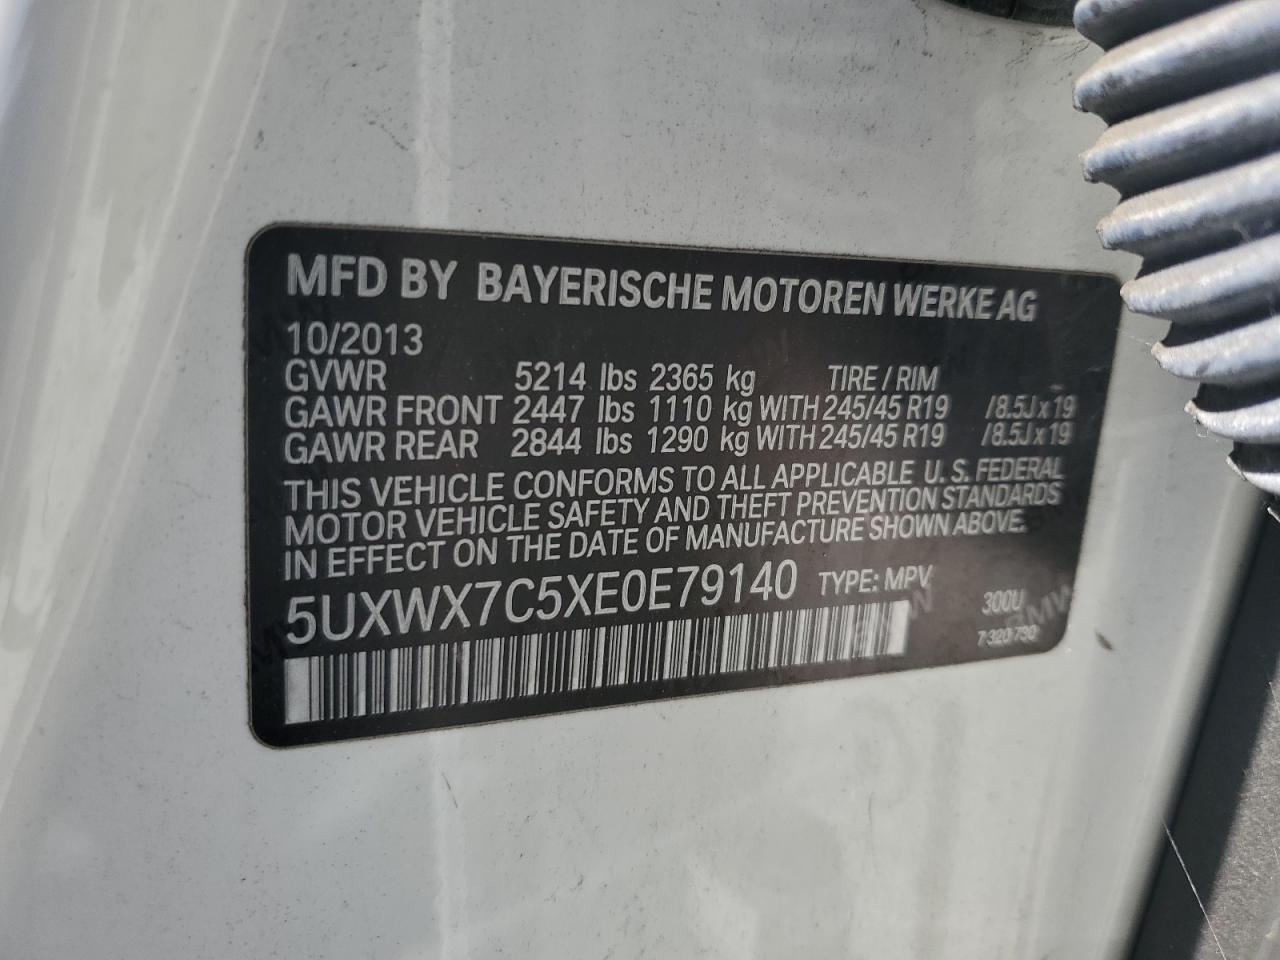 MFD BY BAYERISCHE MOTOREN WERKE AG
10/2013
GVWR 5214 lbs 2365 kg TIRE / RIM
GAWR FRONT 2447 lbs 1110 kg WITH 245/45 R19 /8.5J x 19
GAWR REAR 2844 lbs 1290 kg WITH 245/45 R19 /8.5J x 19
THIS VEHICLE CONFORMS TO ALL APPLICABLE U.S. FEDERAL
MOTOR VEHICLE SAFETY AND THEFT PREVENTION STANDARDS
IN EFFECT ON THE DATE OF MANUFACTURE SHOWN ABOVE.
5UXWX7C5XE0E79140 TYPE: MPV
300U
7 320 730